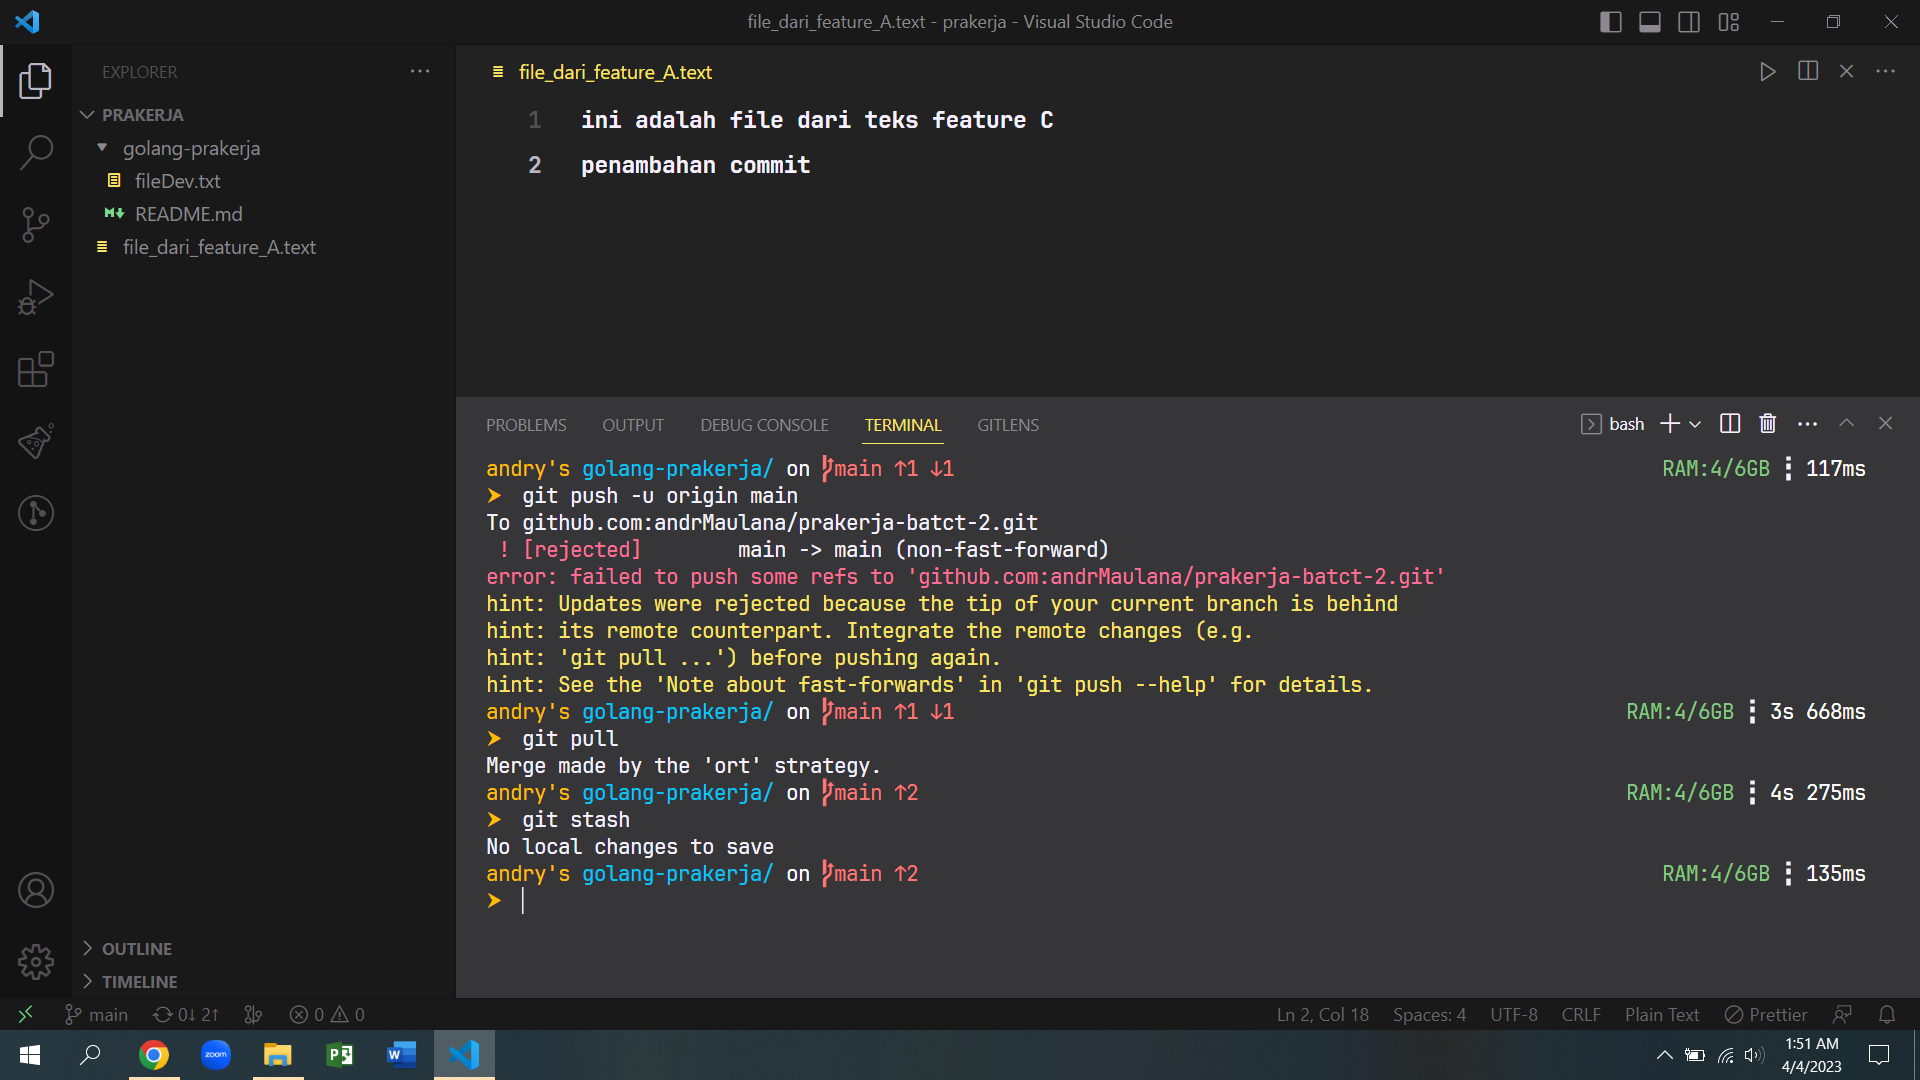 file_dari_feature_A.text - prakerja - Visual Studio Code
EXPLORER
PRAKERJA
golang-prakerja
fileDev.txt
README.md
file_dari_feature_A.text
file_dari_feature_A.text
1 ini adalah file dari teks feature C
2 penambahan commit
PROBLEMS OUTPUT DEBUG CONSOLE TERMINAL GITLENS
bash
andry's golang-prakerja/ on main ↑1 ↓1 RAM:4/6GB 117ms
➤ git push -u origin main
To github.com:andrMaulana/prakerja-batct-2.git
! [rejected] main -> main (non-fast-forward)
error: failed to push some refs to 'github.com:andrMaulana/prakerja-batct-2.git'
hint: Updates were rejected because the tip of your current branch is behind
hint: its remote counterpart. Integrate the remote changes (e.g.
hint: 'git pull ...') before pushing again.
hint: See the 'Note about fast-forwards' in 'git push --help' for details.
andry's golang-prakerja/ on main ↑1 ↓1 RAM:4/6GB 3s 668ms
➤ git pull
Merge made by the 'ort' strategy.
andry's golang-prakerja/ on main ↑2 RAM:4/6GB 4s 275ms
➤ git stash
No local changes to save
andry's golang-prakerja/ on main ↑2 RAM:4/6GB 135ms
➤
OUTLINE
TIMELINE
main 0↓ 2↑ 0 0 Ln 2, Col 18 Spaces: 4 UTF-8 CRLF Plain Text Prettier
zoom
1:51 AM
4/4/2023